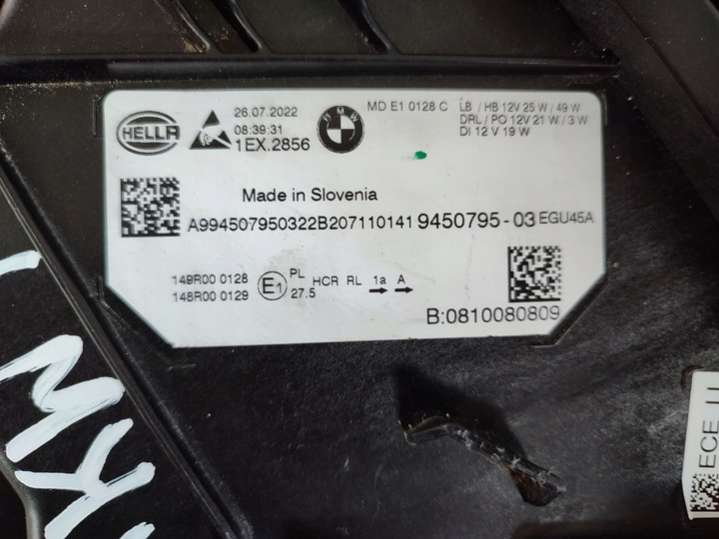 HELLA
26.07.2022
08:39:31
1EX.2856
BMW
MD E1 0128 C
LB / HB 12V 25 W / 49 W
DRL / PO 12V 21 W / 3 W
DI 12 V 19 W
Made in Slovenia
A994507950322B207110141 9450795 - 03 EGU45A
149R00 0128
148R00 0129
E1
PL HCR RL 1a A
27.5
B:0810080809
ECE LI